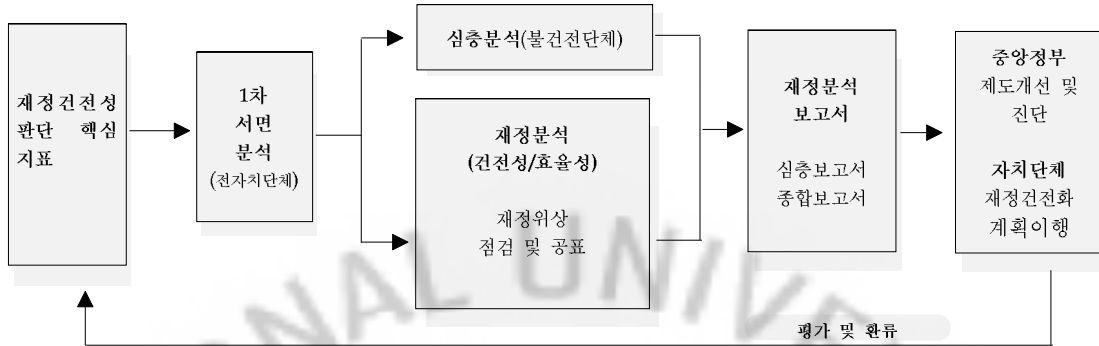 재정건전성
판단 핵심
지표
1차
서면
분석
(전자치단체)
심층분석(불건전단체)
재정분석
(건전성/효율성)
재정위상
점검 및 공표
재정분석
보고서
심층보고서
종합보고서
중앙정부
제도개선 및
진단
자치단체
재정건전화
계획이행
평가 및 환류
ONAL UNIVE